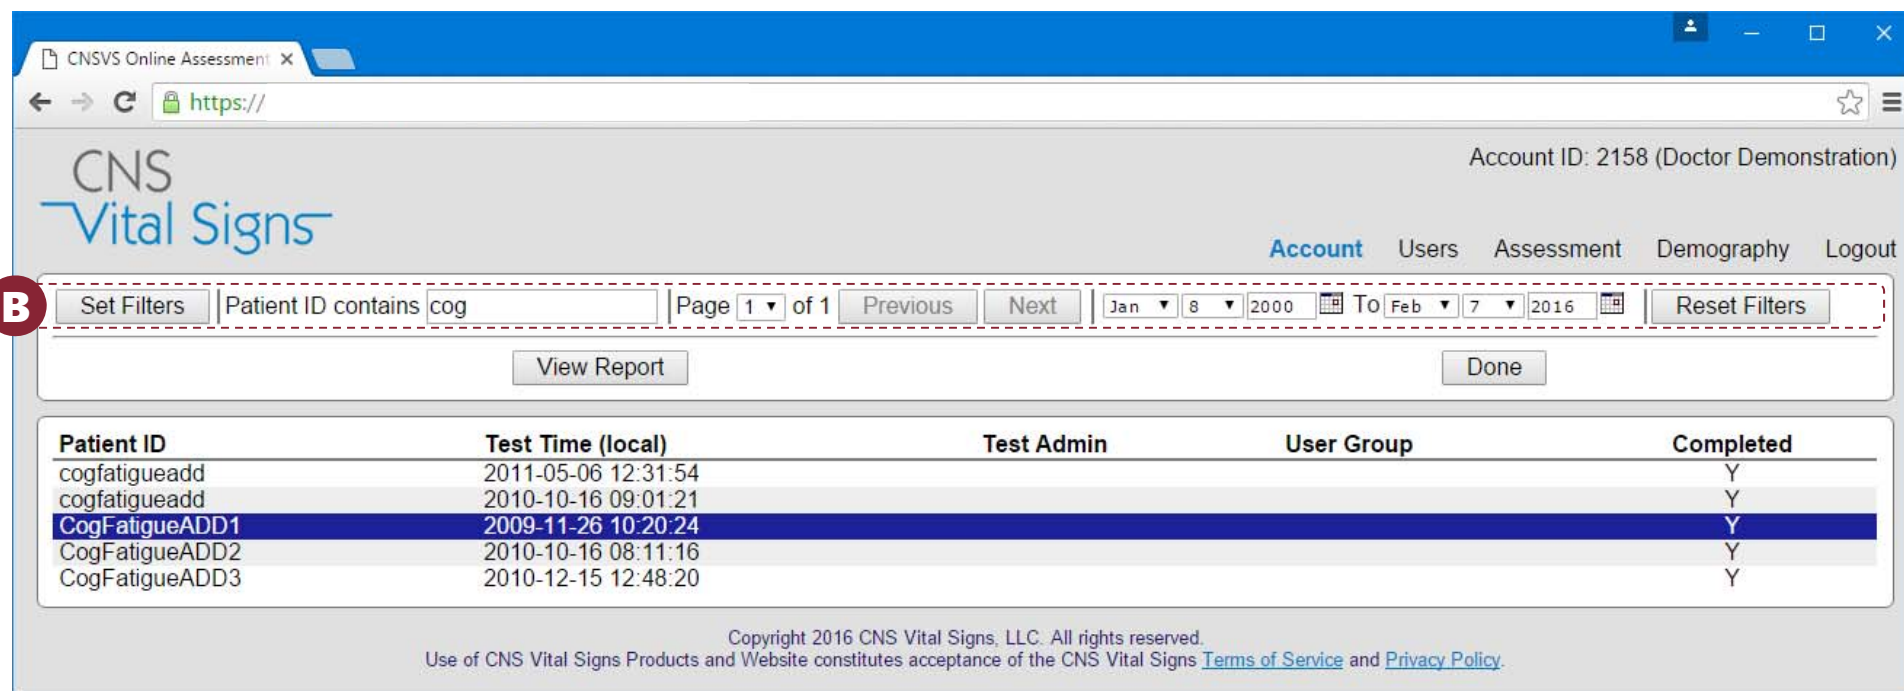 CNSVS Online Assessment
https://
CNS
Vital Signs
Account ID: 2158 (Doctor Demonstration)
Account Users Assessment Demography Logout
B
Set Filters Patient ID contains cog Page 1 of 1 Previous Next Jan 8 2000 To Feb 7 2016 Reset Filters
View Report Done
Patient ID Test Time (local) Test Admin User Group Completed
cogfatigueadd 2011-05-06 12:31:54 Y
cogfatigueadd 2010-10-16 09:01:21 Y
CogFatigueADD1 2009-11-26 10:20:24 Y
CogFatigueADD2 2010-10-16 08:11:16 Y
CogFatigueADD3 2010-12-15 12:48:20 Y
Copyright 2016 CNS Vital Signs, LLC. All rights reserved.
Use of CNS Vital Signs Products and Website constitutes acceptance of the CNS Vital Signs Terms of Service and Privacy Policy.